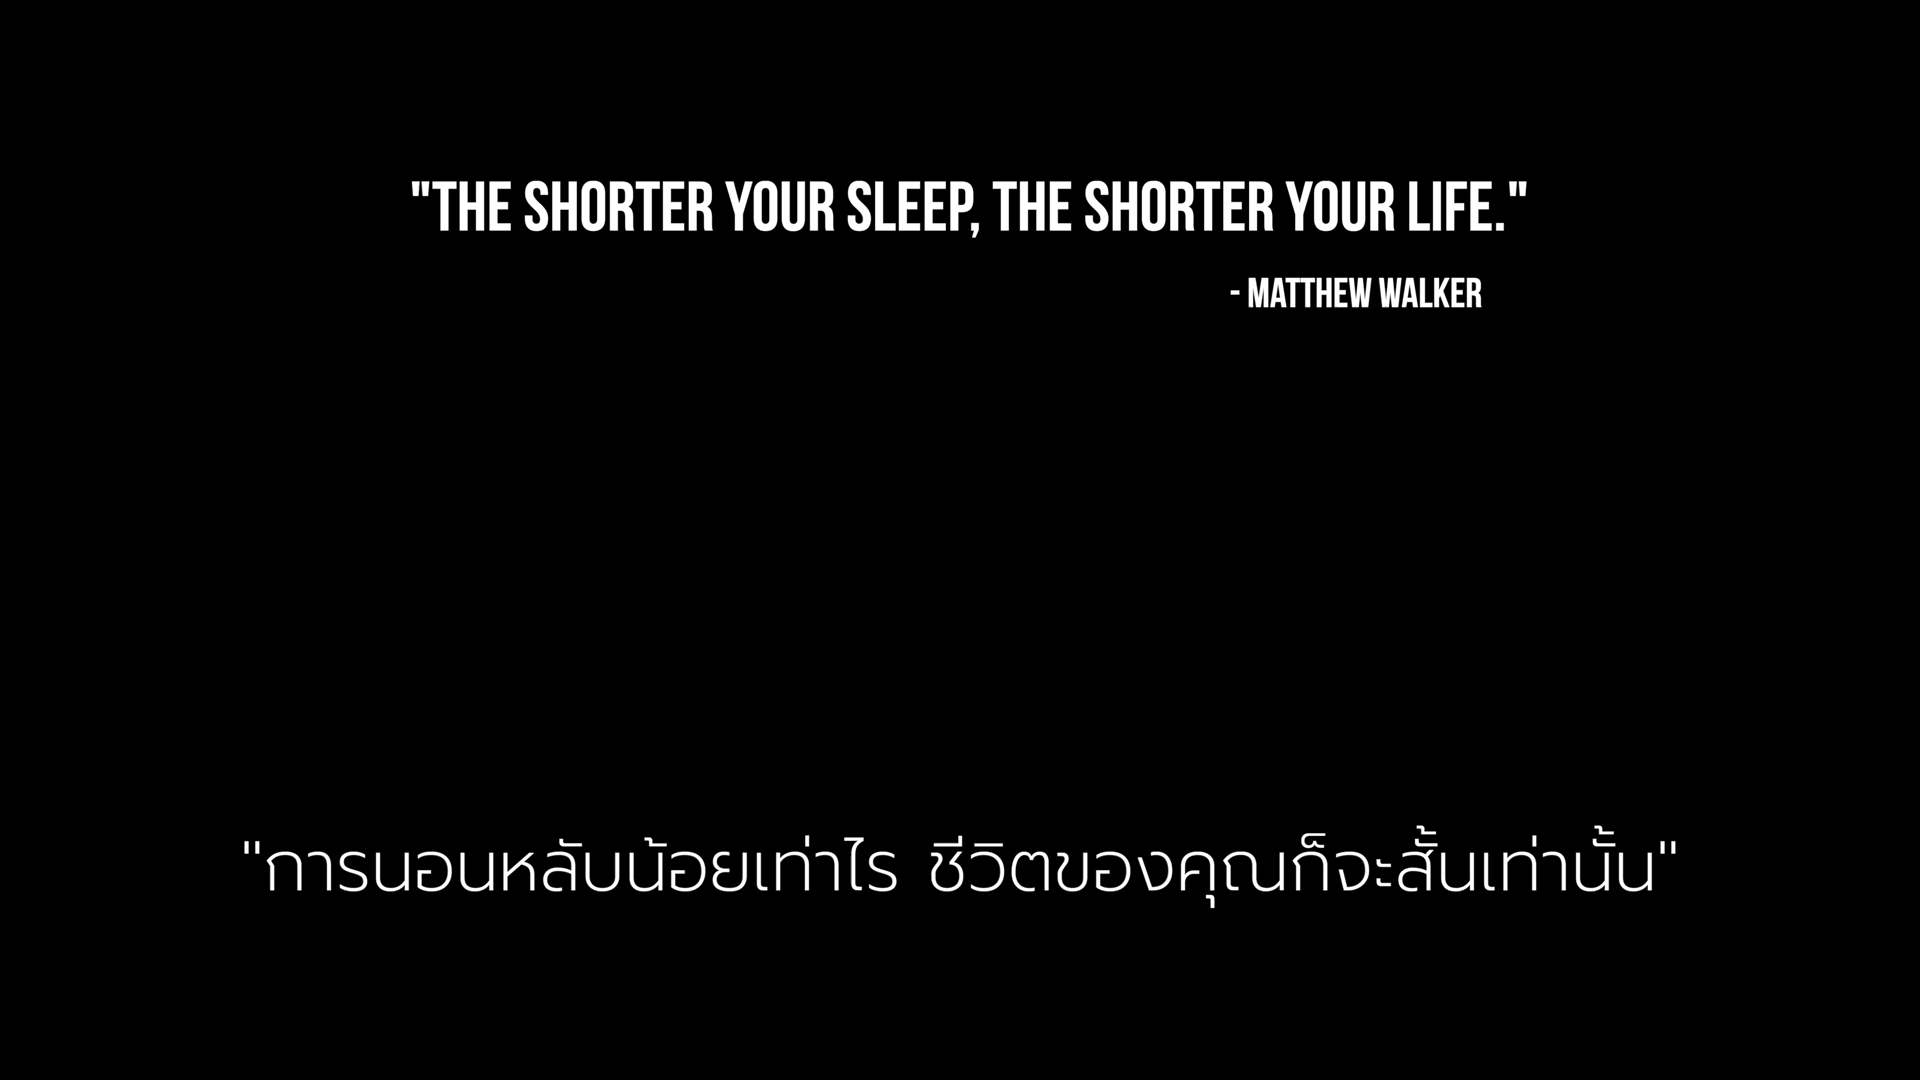 "THE SHORTER YOUR SLEEP, THE SHORTER YOUR LIFE."
- MATTHEW WALKER
"การนอนหลับน้อยเท่าไร ชีวิตของคุณก็จะสั้นเท่านั้น"